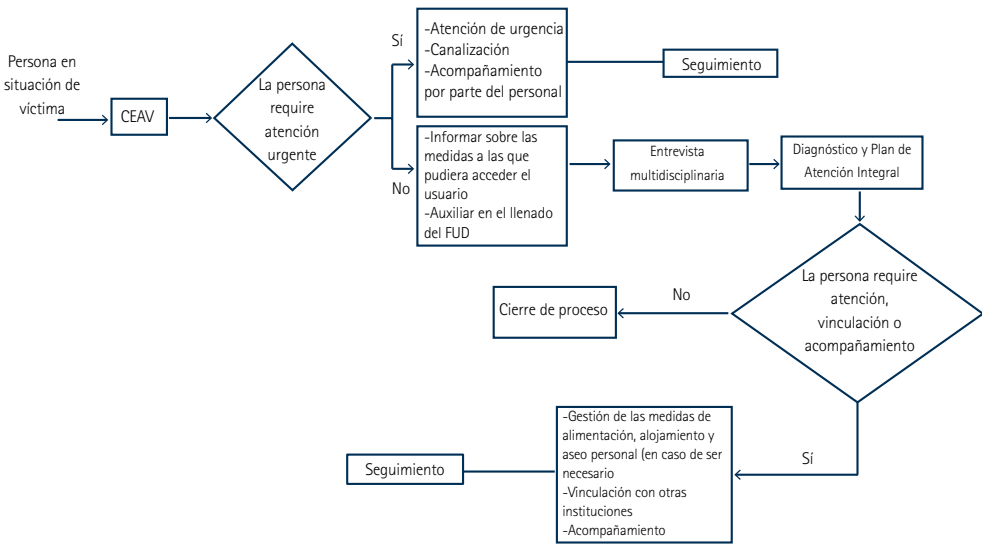 Persona en
situación de
víctima
CEAV
La persona
require
atención
urgente
Sí
-Atención de urgencia
-Canalización
-Acompañamiento
por parte del personal
Seguimiento
No
-Informar sobre las
medidas a las que
pudiera acceder el
usuario
-Auxiliar en el llenado
del FUD
Entrevista
multidisciplinaria
Diagnóstico y Plan de
Atención Integral
La persona require
atención,
vinculación o
acompañamiento
No
Cierre de proceso
Sí
-Gestión de las medidas de
alimentación, alojamiento y
aseo personal (en caso de ser
necesario
-Vinculación con otras
instituciones
-Acompañamiento
Seguimiento